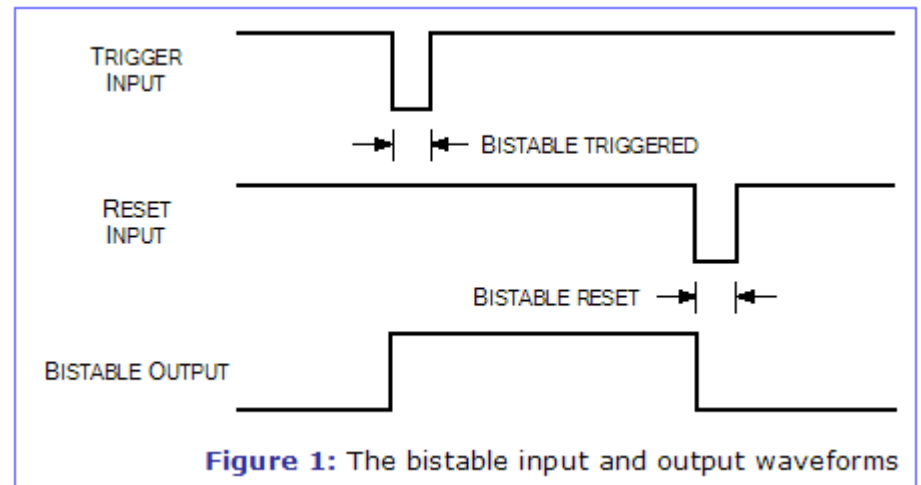 TRIGGER
INPUT
BISTABLE TRIGGERED
RESET
INPUT
BISTABLE RESET
BISTABLE OUTPUT
Figure 1: The bistable input and output waveforms